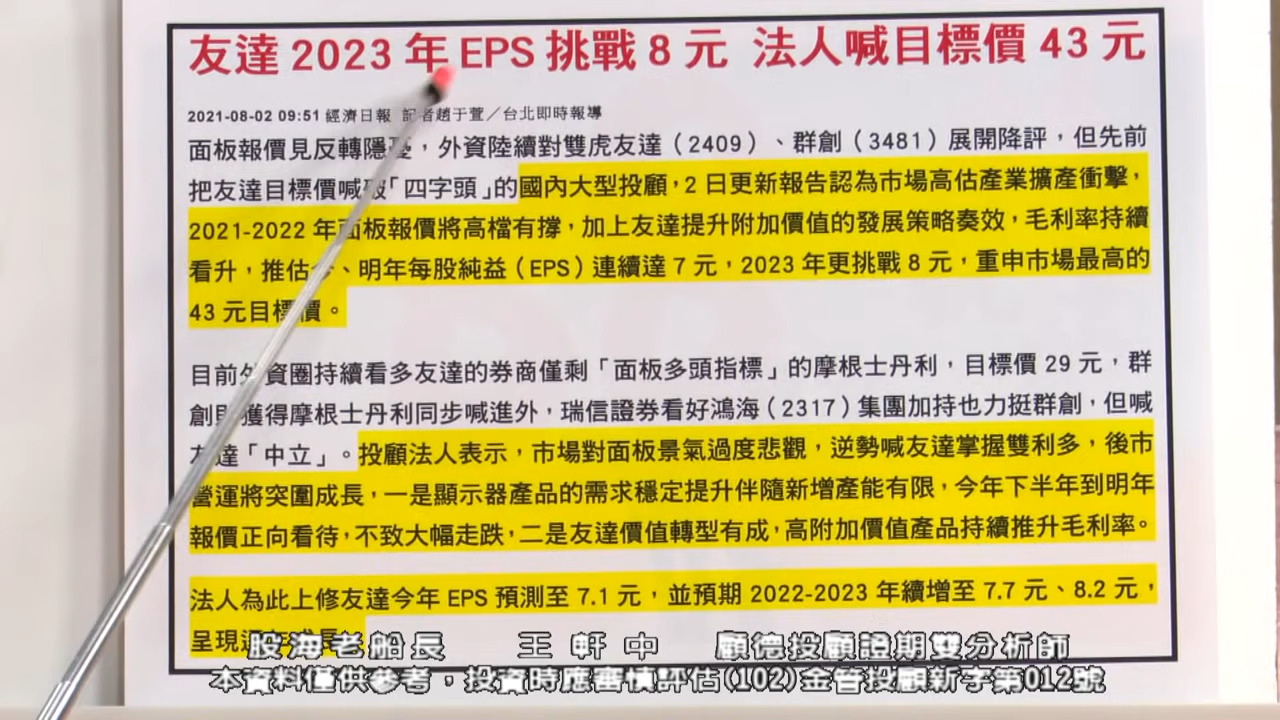 友達 2023 年 EPS 挑戰 8 元 法人喊目標價 43 元
2021-08-02 09:51 經濟日報 記者趙于萱／台北即時報導
面板報價見反轉隱憂，外資陸續對雙虎友達（2409）、群創（3481）展開降評，但先前
把友達目標價喊破「四字頭」的國內大型投顧，2 日更新報告認為市場高估產業擴產衝擊，
2021-2022 年面板報價將高檔有撐，加上友達提升附加價值的發展策略奏效，毛利率持續
看升，推估今、明年每股純益（EPS）連續達 7 元，2023 年更挑戰 8 元，重申市場最高的
43 元目標價。
目前外資圈持續看多友達的券商僅剩「面板多頭指標」的摩根士丹利，目標價 29 元，群
創則獲得摩根士丹利同步喊進外，瑞信證券看好鴻海（2317）集團加持也力挺群創，但喊
友達「中立」。投顧法人表示，市場對面板景氣過度悲觀，逆勢喊友達掌握雙利多，後市
營運將突圍成長，一是顯示器產品的需求穩定提升伴隨新增產能有限，今年下半年到明年
報價正向看待，不致大幅走跌，二是友達價值轉型有成，高附加價值產品持續推升毛利率。
法人為此上修友達今年 EPS 預測至 7.1 元，並預期 2022-2023 年續增至 7.7 元、8.2 元，
呈現
股海老船長 王軒中 顧德投顧證期雙分析師
本資料僅供參考，投資時應審慎評估(102)金管投顧新字第012號